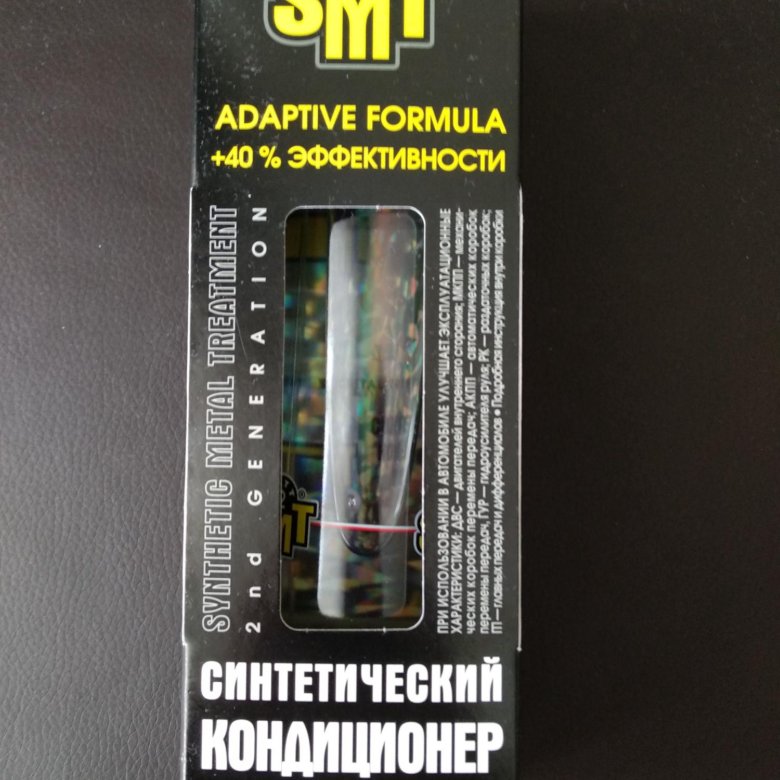 SMT
ADAPTIVE FORMULA
+40 % ЭФФЕКТИВНОСТИ
SYNTHETIC METAL TREATMENT
2nd GENERATION
ПРИ ИСПОЛЬЗОВАНИИ В АВТОМОБИЛЕ УЛУЧШАЕТ ЭКСПЛУАТАЦИОННЫЕ
ХАРАКТЕРИСТИКИ: ДВС — двигателей внутреннего сгорания; МКПП — механи-
ческих коробок перемены передач; АКПП — автоматических коробок
перемены передач, ГУР — гидроусилителя руля; РК — раздаточных коробок;
ГП — главных передач и дифференциалов • Подробная инструкция внутри коробки
СИНТЕТИЧЕСКИЙ
КОНДИЦИОНЕР